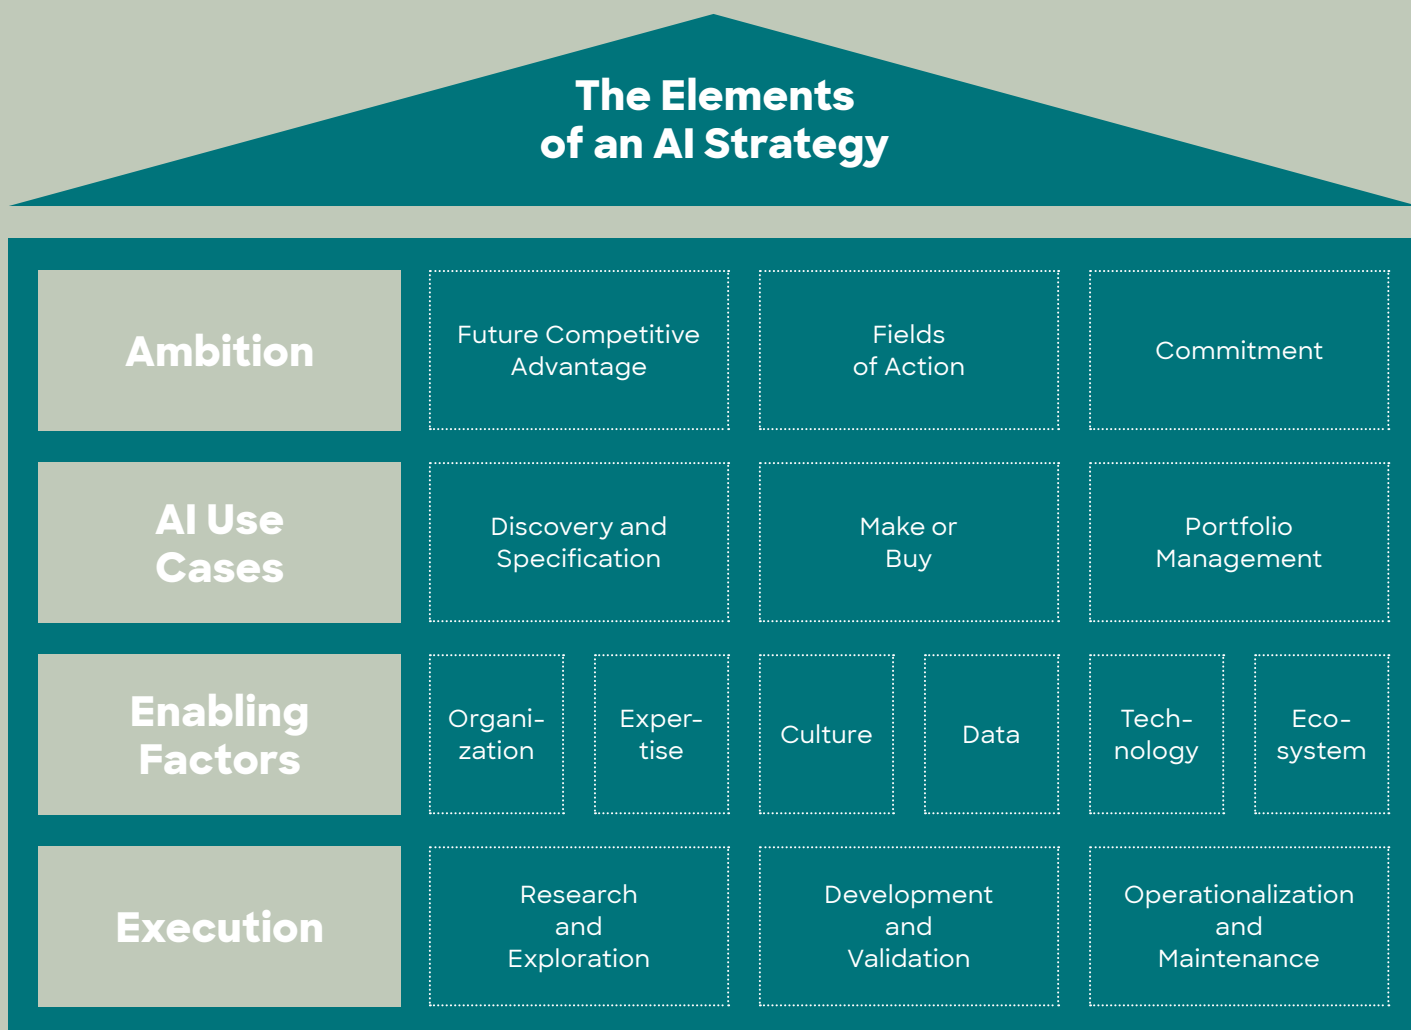 The Elements
of an AI Strategy
Ambition
Future Competitive
Advantage
Fields
of Action
Commitment
AI Use
Cases
Discovery and
Specification
Make or
Buy
Portfolio
Management
Enabling
Factors
Organi-
zation
Exper-
tise
Culture
Data
Tech-
nology
Eco-
system
Execution
Research
and
Exploration
Development
and
Validation
Operationalization
and
Maintenance